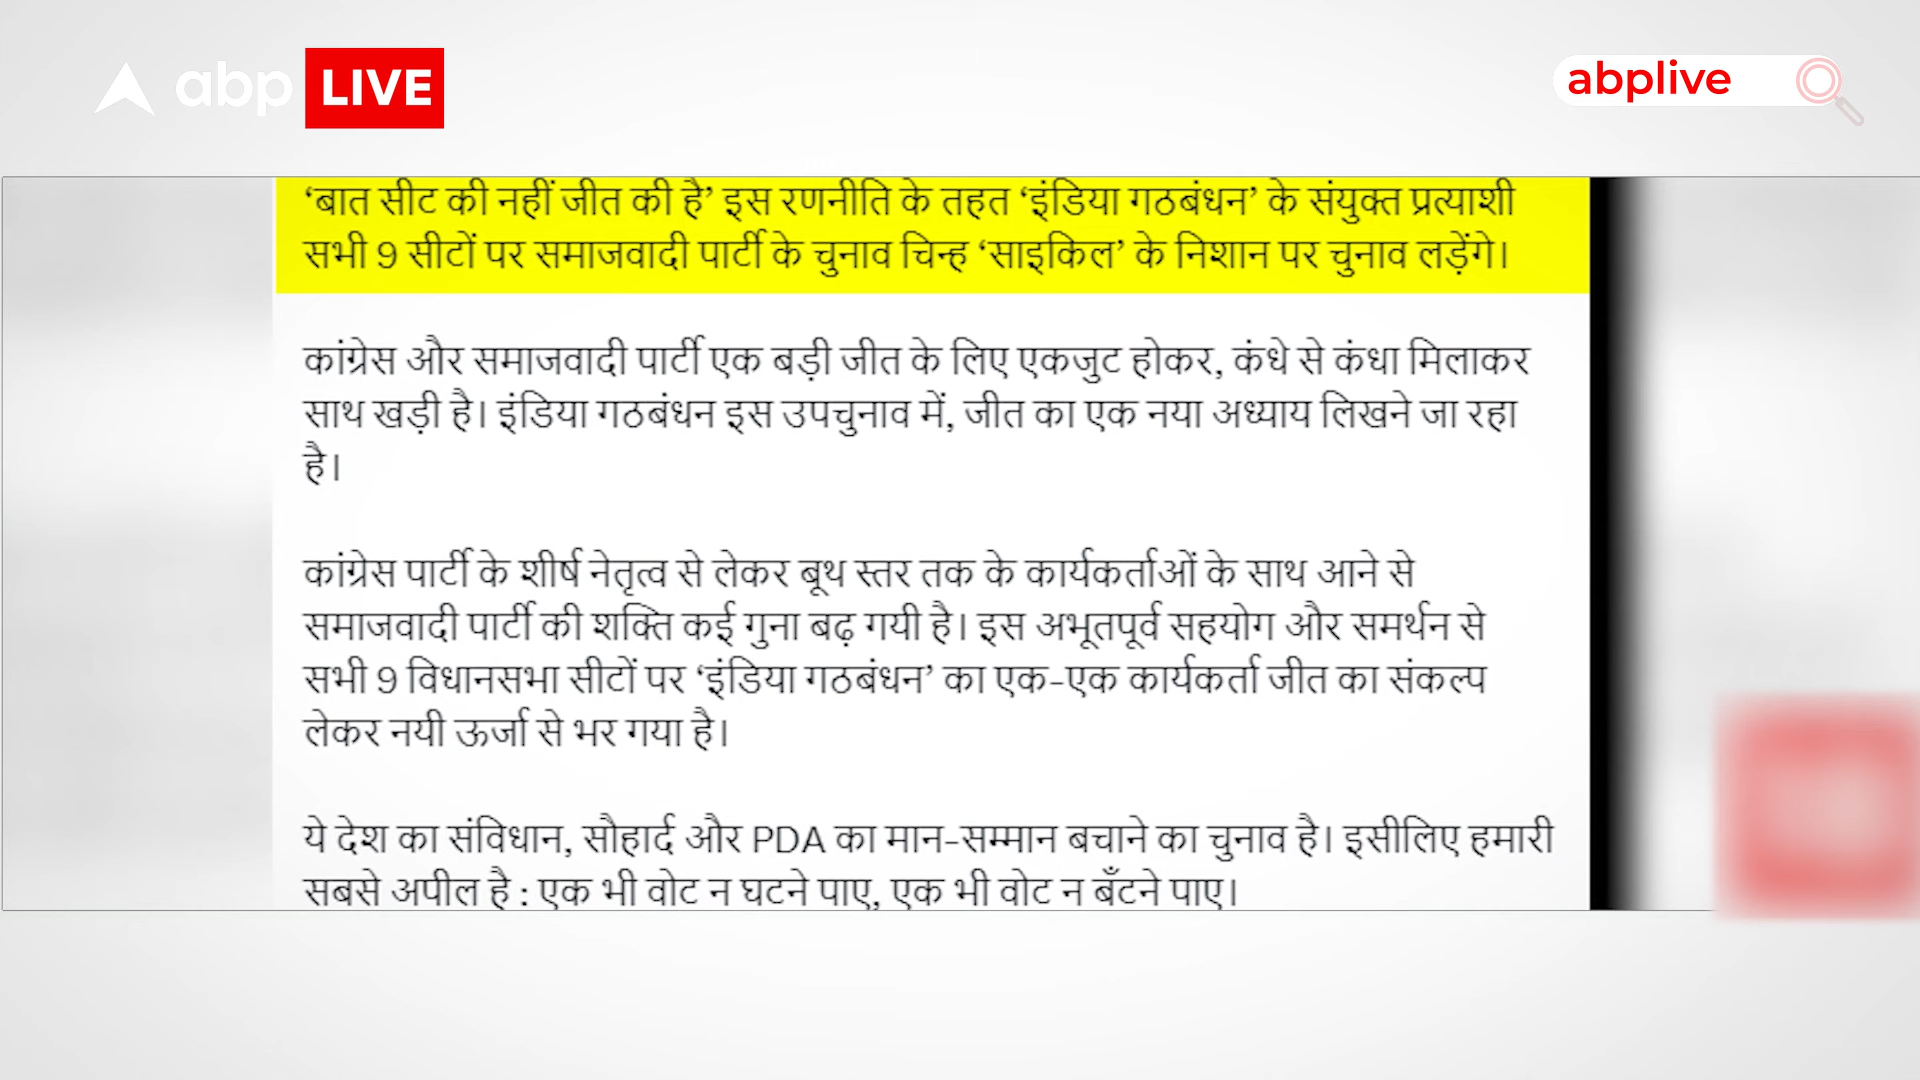 abp LIVE
abplive
‘बात सीट की नहीं जीत की है’ इस रणनीति के तहत ‘इंडिया गठबंधन’ के संयुक्त प्रत्याशी
सभी 9 सीटों पर समाजवादी पार्टी के चुनाव चिन्ह ‘साइकिल’ के निशान पर चुनाव लड़ेंगे।
कांग्रेस और समाजवादी पार्टी एक बड़ी जीत के लिए एकजुट होकर, कंधे से कंधा मिलाकर
साथ खड़ी है। इंडिया गठबंधन इस उपचुनाव में, जीत का एक नया अध्याय लिखने जा रहा
है।
कांग्रेस पार्टी के शीर्ष नेतृत्व से लेकर बूथ स्तर तक के कार्यकर्ताओं के साथ आने से
समाजवादी पार्टी की शक्ति कई गुना बढ़ गयी है। इस अभूतपूर्व सहयोग और समर्थन से
सभी 9 विधानसभा सीटों पर ‘इंडिया गठबंधन’ का एक-एक कार्यकर्ता जीत का संकल्प
लेकर नयी ऊर्जा से भर गया है।
ये देश का संविधान, सौहार्द और PDA का मान-सम्मान बचाने का चुनाव है। इसीलिए हमारी
सबसे अपील है : एक भी वोट न घटने पाए, एक भी वोट न बँटने पाए।